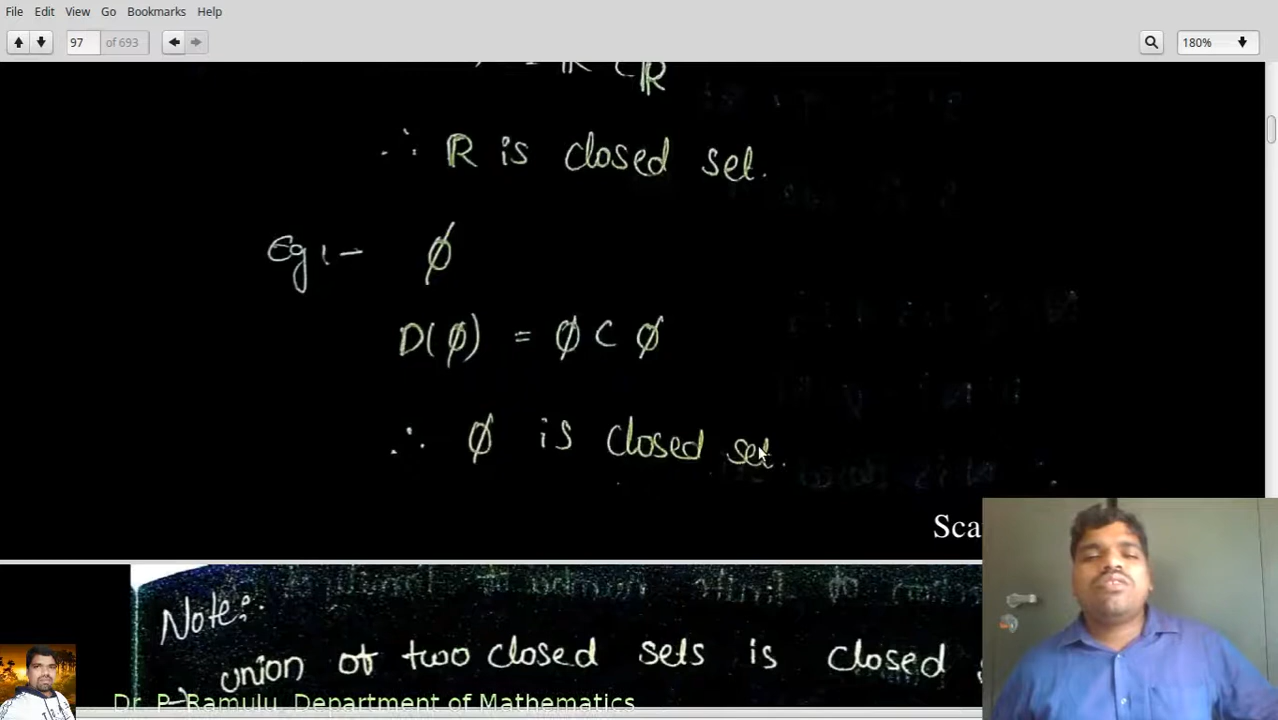 File Edit View Go Bookmarks Help
97 of 693
180%
∴ R is closed set.
Eg:- ∅
D(∅) = ∅ ⊂ ∅
∴ ∅ is closed set.
Sca
Note:-
→ union of two closed sets is closed
Dr. P. Ramulu, Department of Mathematics